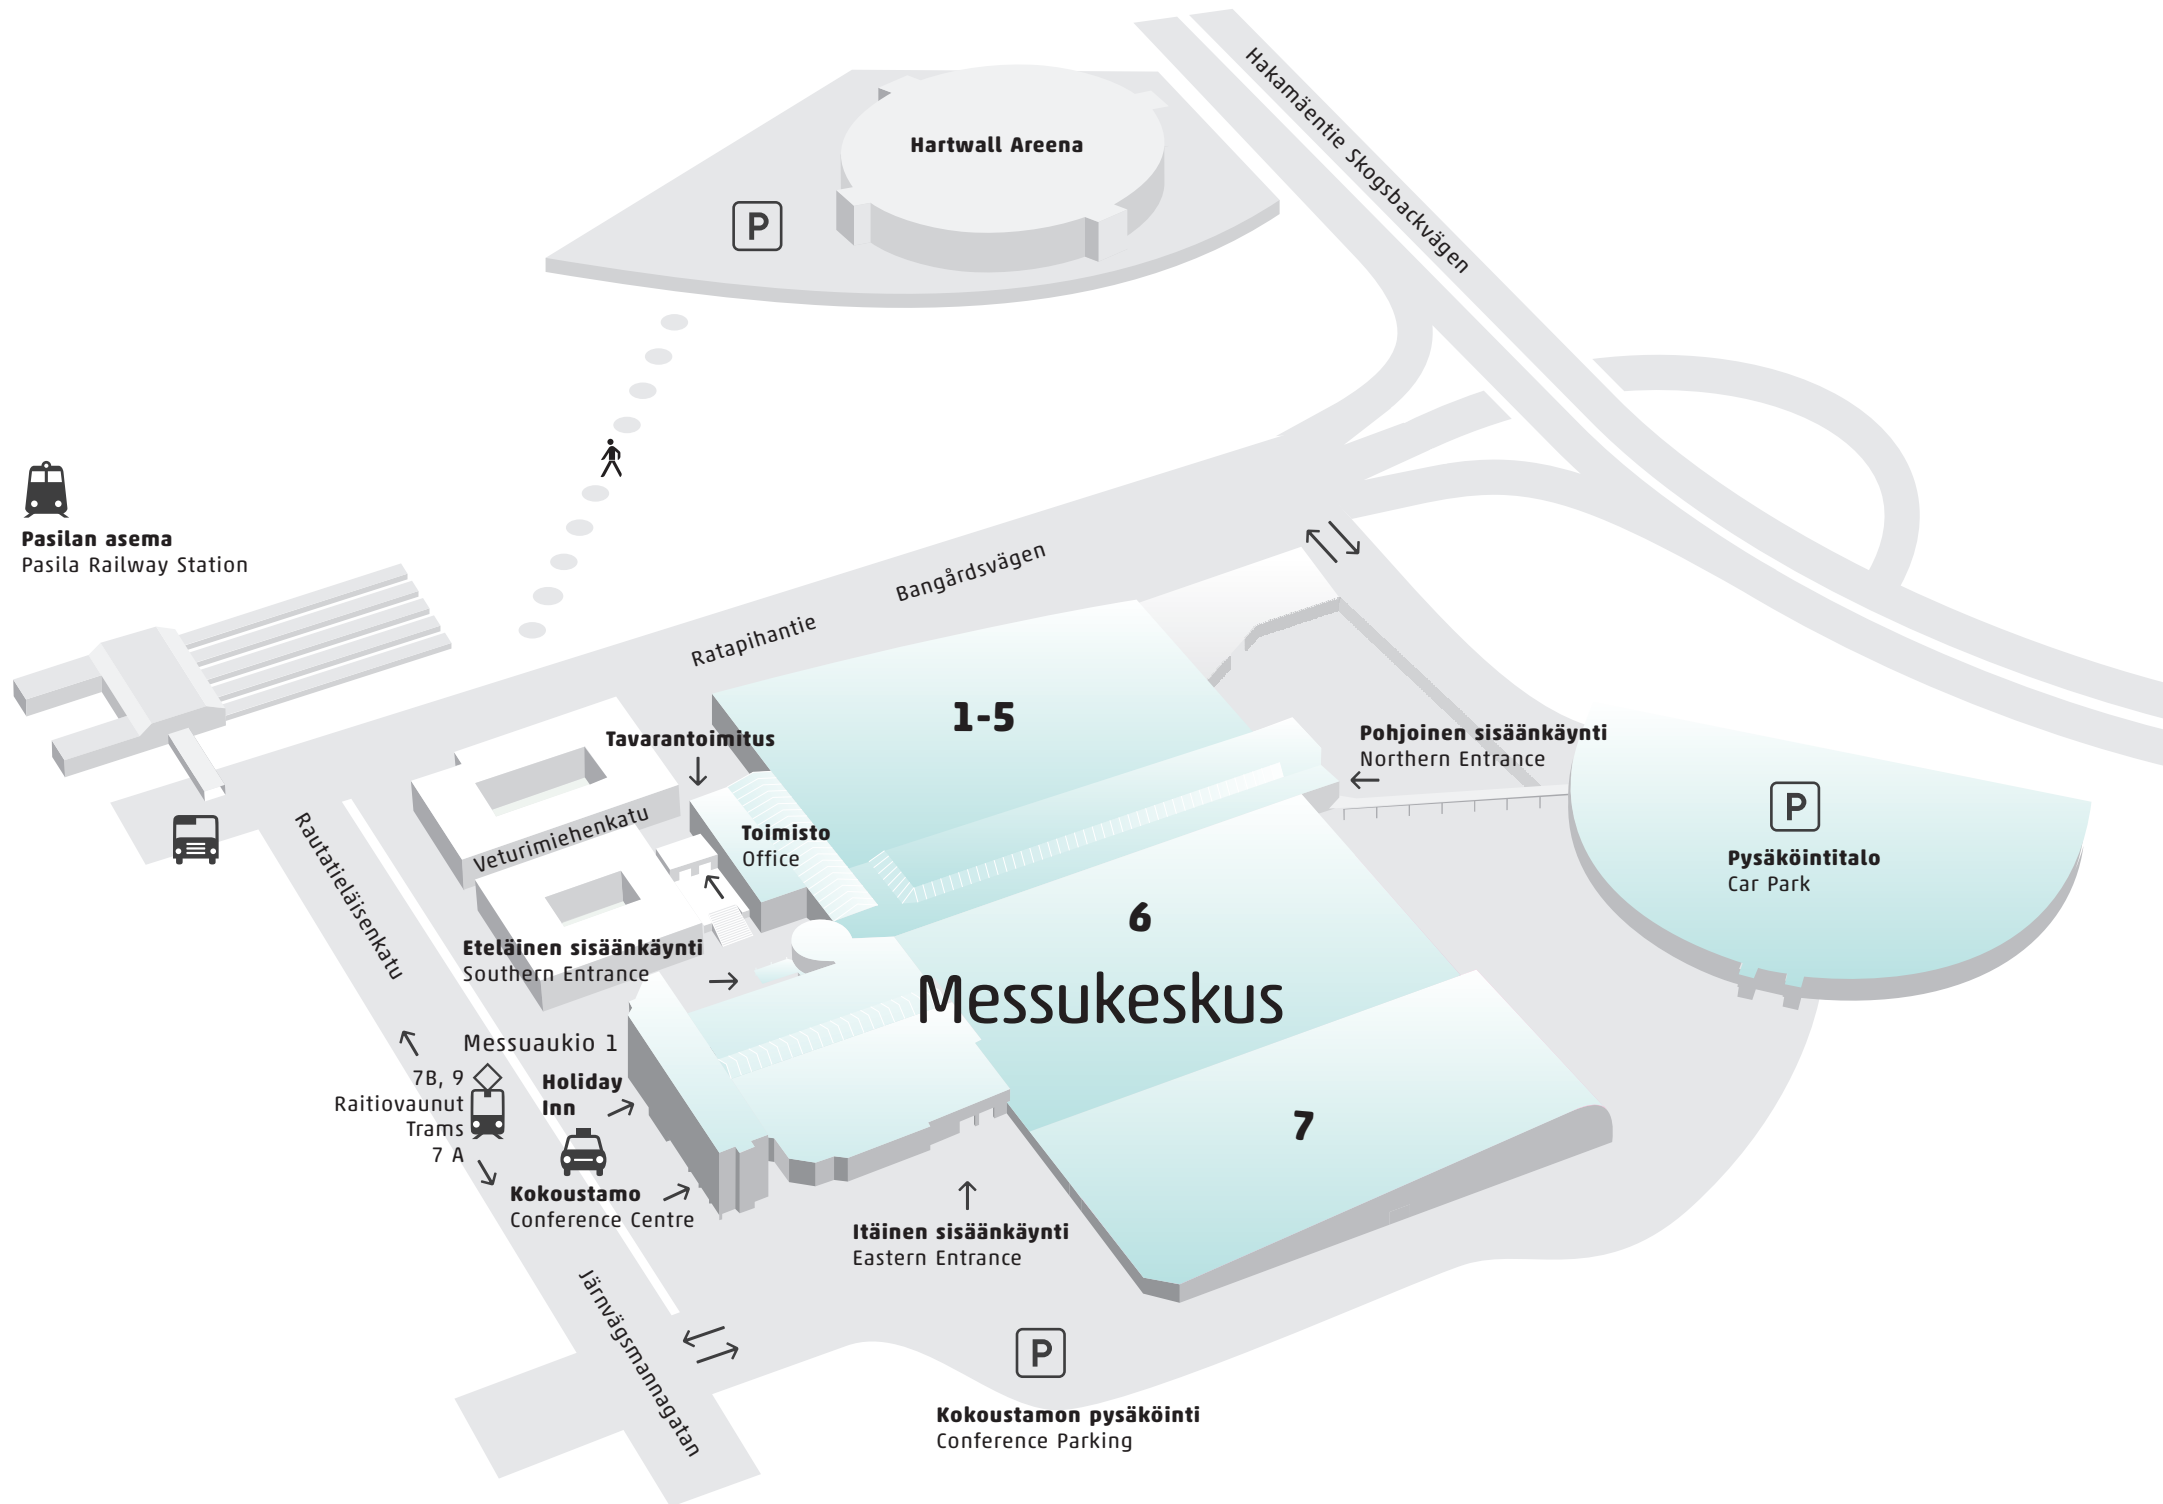 Hakamäentie Skogsbackvägen
Hartwall Areena
P
Pasilan asema
Pasila Railway Station
Ratapihantie
Bangårdsvägen
1-5
Tavarantoimitus
Pohjoinen sisäänkäynti
Northern Entrance
P
Pysäköintitalo
Car Park
Veturimiehenkatu
Toimisto
Office
Rautatieläisenkatu
6
Eteläinen sisäänkäynti
Southern Entrance
Messukeskus
Messuaukio 1
7B, 9
Raitiovaunut
Trams
7 A
Holiday
Inn
7
Kokoustamo
Conference Centre
Itäinen sisäänkäynti
Eastern Entrance
Järnvägsmannagatan
P
Kokoustamon pysäköinti
Conference Parking